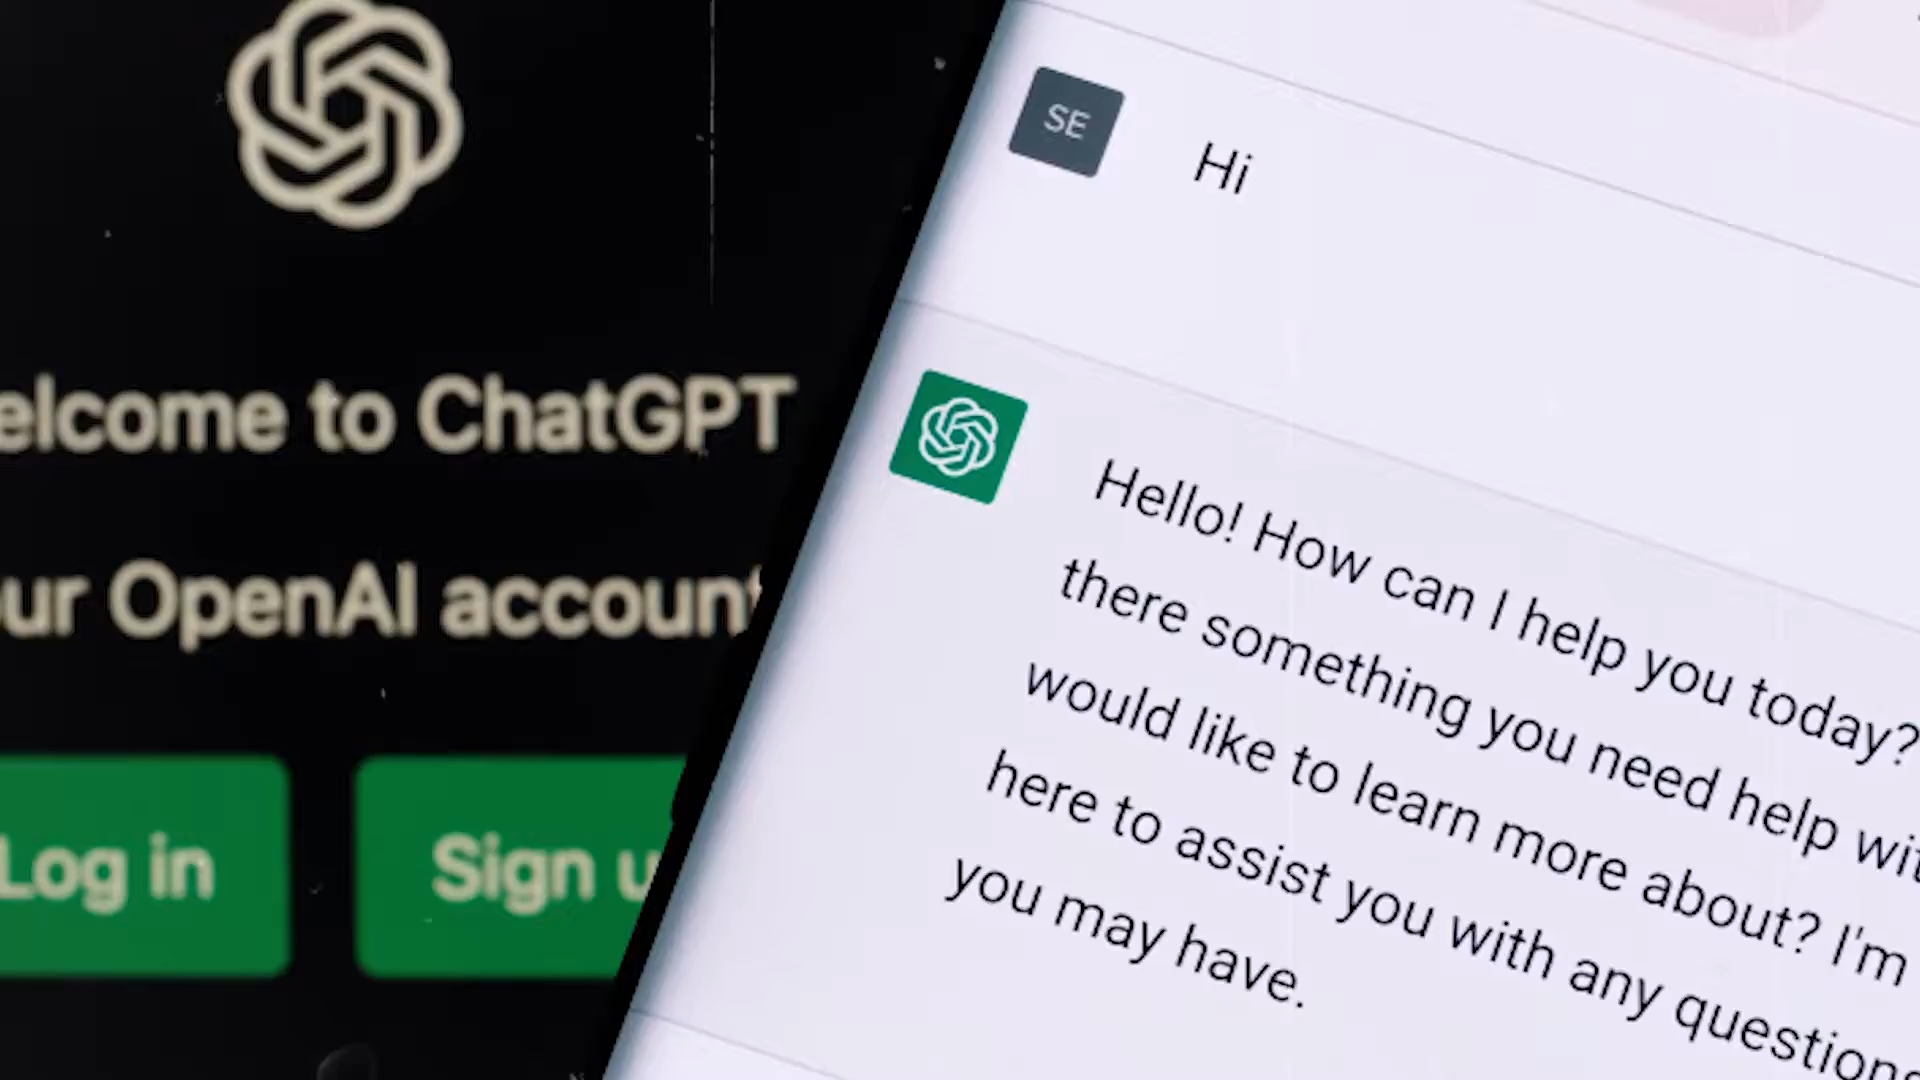 elcome to ChatGPT
ur OpenAI account
Log in
Sign u
SE
Hi
Hello! How can I help you today?
there something you need help wit
would like to learn more about? I'm
here to assist you with any questions
you may have.